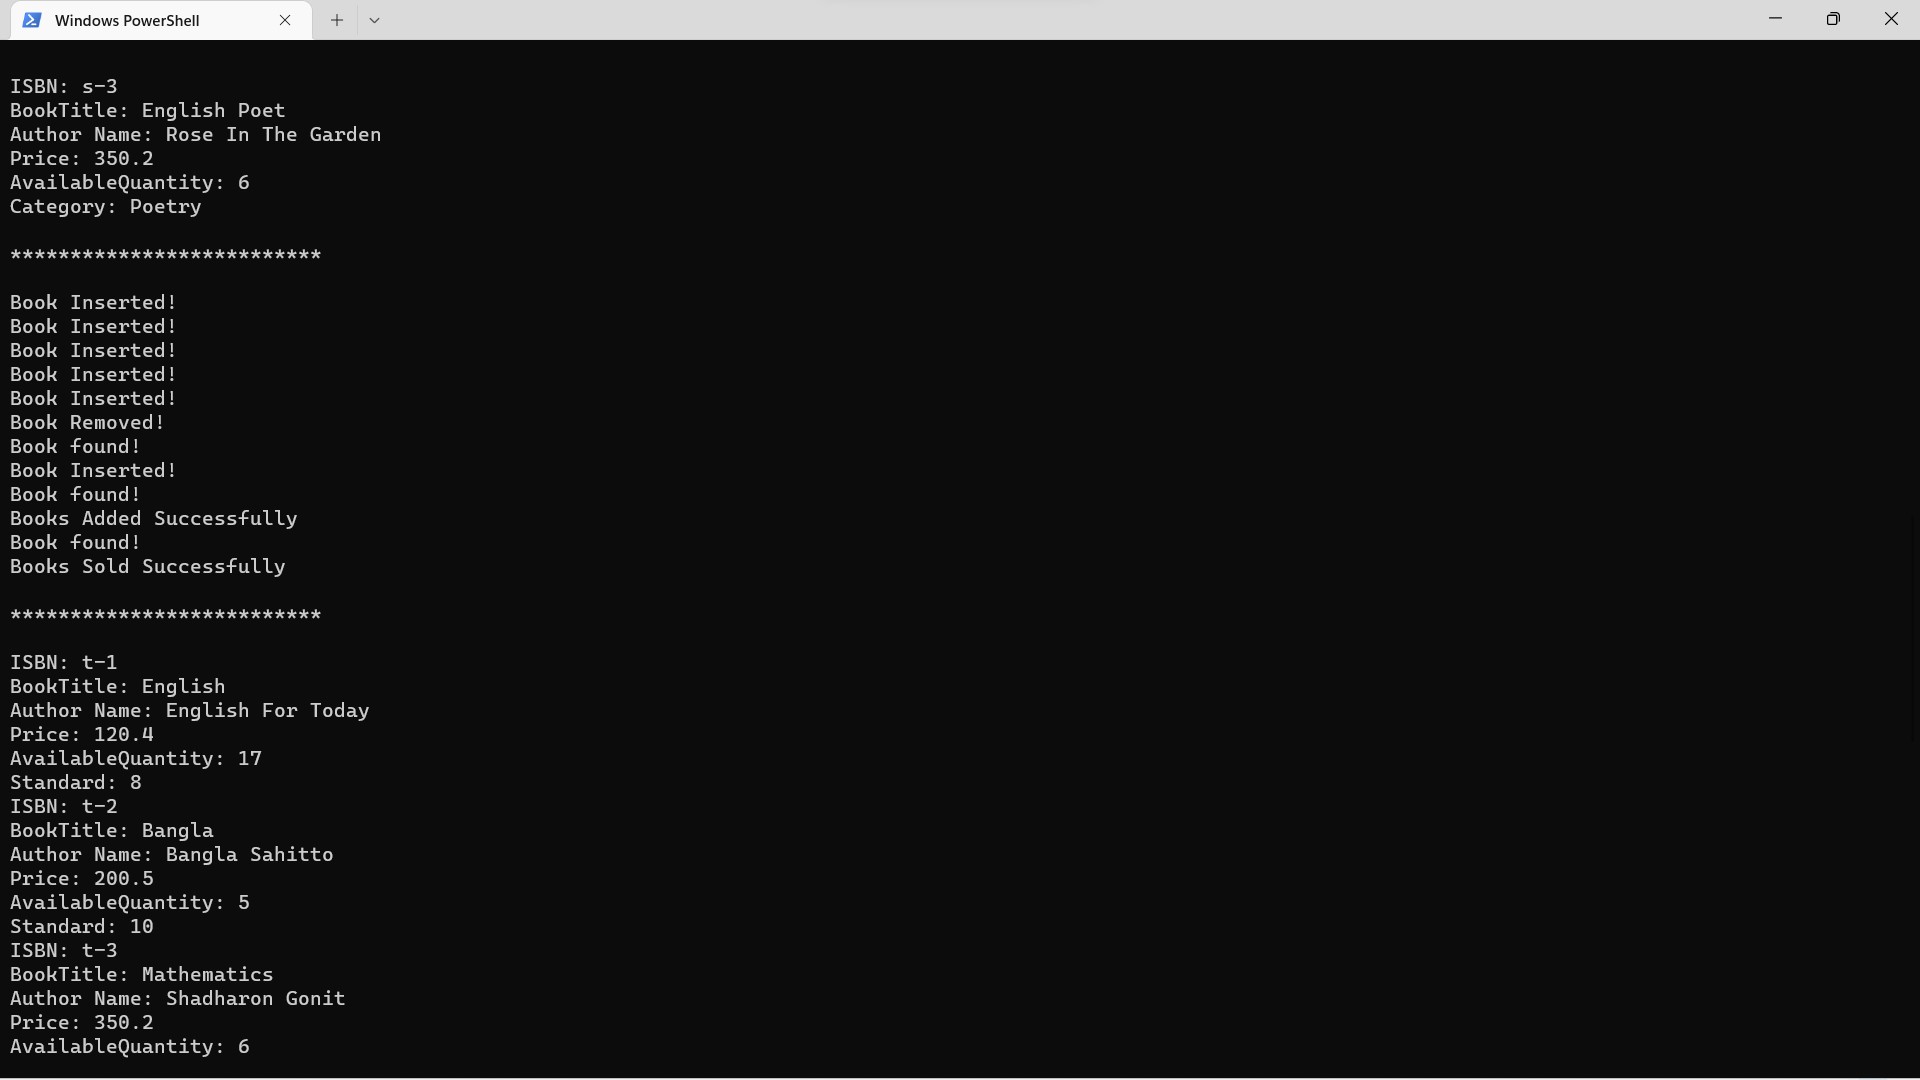 Windows PowerShell
ISBN: s-3
BookTitle: English Poet
Author Name: Rose In The Garden
Price: 350.2
AvailableQuantity: 6
Category: Poetry
**************************
Book Inserted!
Book Inserted!
Book Inserted!
Book Inserted!
Book Inserted!
Book Removed!
Book found!
Book Inserted!
Book found!
Books Added Successfully
Book found!
Books Sold Successfully
**************************
ISBN: t-1
BookTitle: English
Author Name: English For Today
Price: 120.4
AvailableQuantity: 17
Standard: 8
ISBN: t-2
BookTitle: Bangla
Author Name: Bangla Sahitto
Price: 200.5
AvailableQuantity: 5
Standard: 10
ISBN: t-3
BookTitle: Mathematics
Author Name: Shadharon Gonit
Price: 350.2
AvailableQuantity: 6